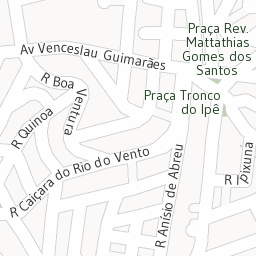 Praça Rev.
Mattathias
Gomes dos
Santos
Av Venceslau Guimarães
R Boa
Ventura
Praça Tronco
do Ipê
R Quinoa
R Caiçara do Rio do Vento
R Anísio de Abreu
R I
pixuna